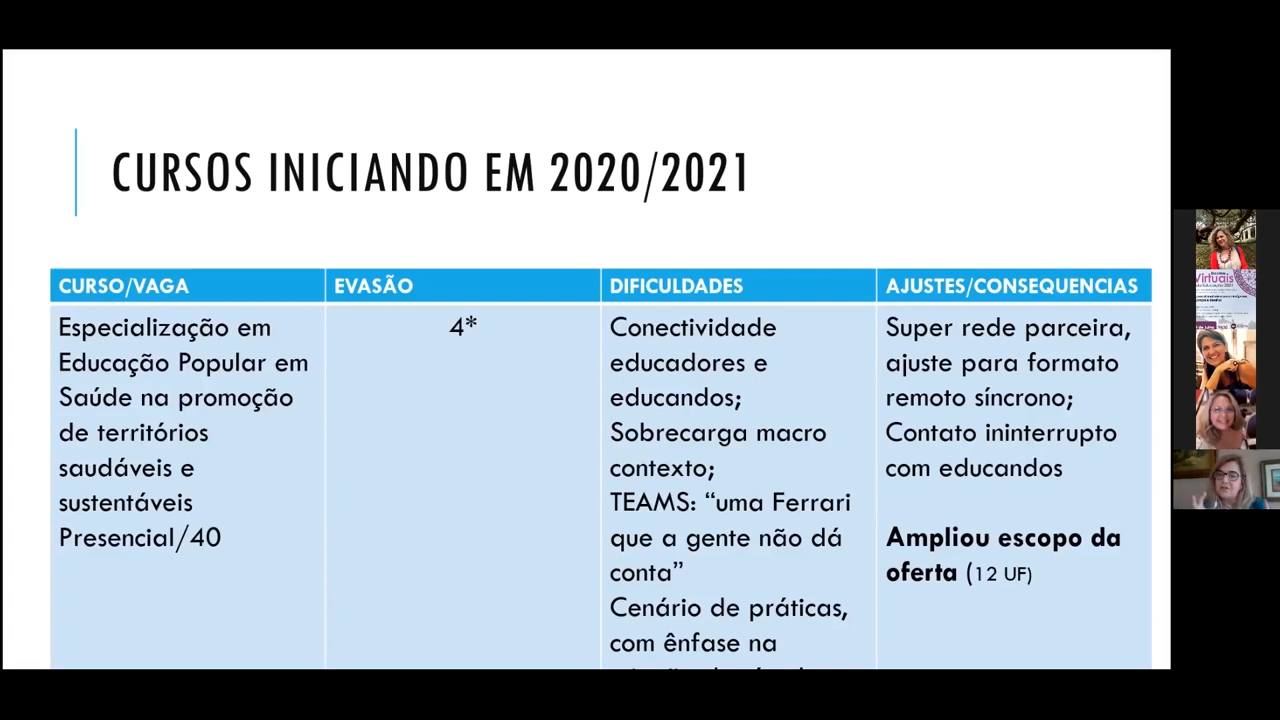 CURSOS INICIANDO EM 2020/2021
CURSO/VAGA
EVASÃO
DIFICULDADES
AJUSTES/CONSEQUENCIAS
Especialização em
Educação Popular em
Saúde na promoção
de territórios
saudáveis e
sustentáveis
Presencial/40
4*
Conectividade
educadores e
educandos;
Sobrecarga macro
contexto;
TEAMS: “uma Ferrari
que a gente não dá
conta”
Cenário de práticas,
com ênfase na
Super rede parceira,
ajuste para formato
remoto síncrono;
Contato ininterrupto
com educandos
Ampliou escopo da
oferta (12 UF)
Virtuais